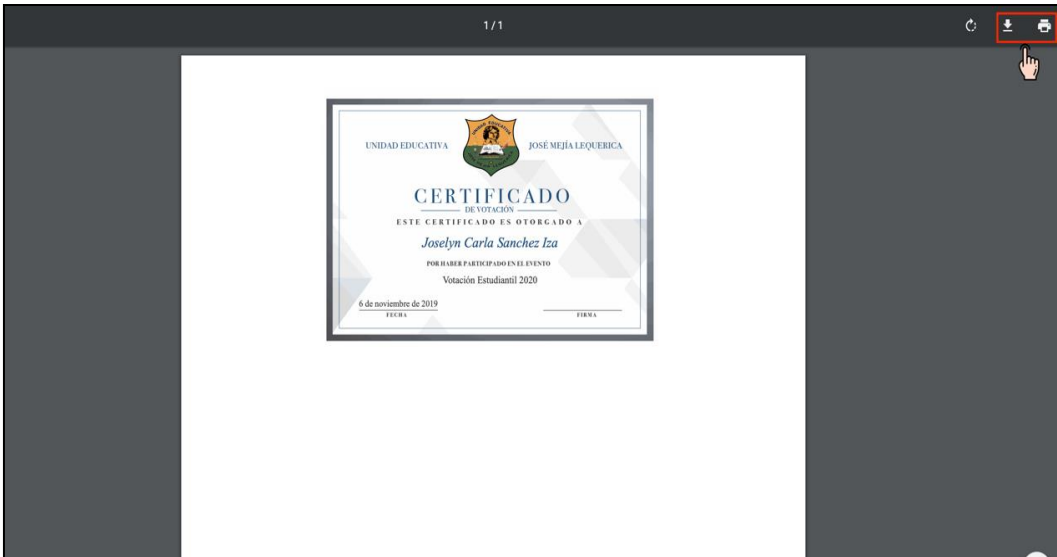 1 / 1
UNIDAD EDUCATIVA
JOSÉ MEJÍA LEQUERICA
CERTIFICADO
DE VOTACIÓN
ESTE CERTIFICADO ES OTORGADO A
Joselyn Carla Sanchez Iza
POR HABER PARTICIPADO EN EL EVENTO
Votación Estudiantil 2020
6 de noviembre de 2019
FECHA
FIRMA